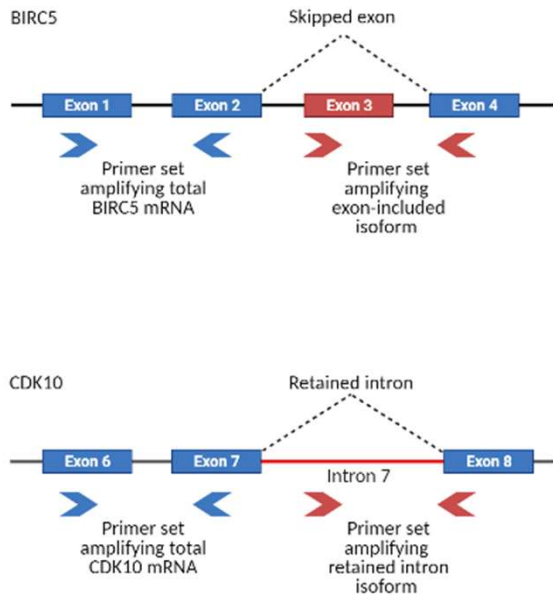 BIRC5
Skipped exon
Exon 1
Exon 2
Exon 3
Exon 4
Primer set
amplifying total
BIRC5 mRNA
Primer set
amplifying
exon-included
isoform
CDK10
Retained intron
Exon 6
Exon 7
Intron 7
Exon 8
Primer set
amplifying total
CDK10 mRNA
Primer set
amplifying
retained intron
isoform